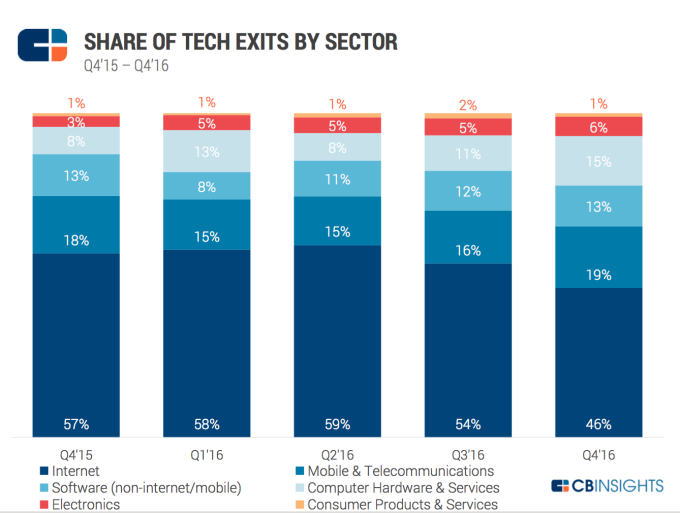 SHARE OF TECH EXITS BY SECTOR
Q4'15 – Q4'16
1% 1% 1% 2% 1%
3% 5% 5% 5% 6%
8% 13% 8% 11% 15%
13% 8% 11% 12% 13%
18% 15% 15% 16% 19%
57% 58% 59% 54% 46%
Q4'15 Q1'16 Q2'16 Q3'16 Q4'16
Internet Mobile & Telecommunications
Software (non-internet/mobile) Computer Hardware & Services
Electronics Consumer Products & Services
CBINSIGHTS